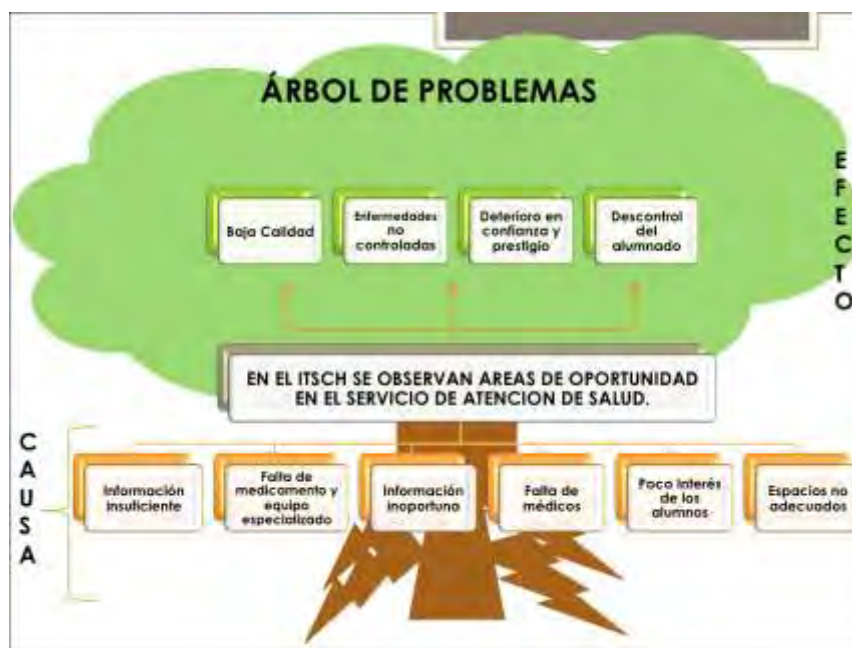 ÁRBOL DE PROBLEMAS
EFECTO
Baja Calidad
Enfermedades
no
controladas
Deterioro en
confianza y
prestigio
Descontrol
del
alumnado
EN EL ITSCH SE OBSERVAN AREAS DE OPORTUNIDAD
EN EL SERVICIO DE ATENCION DE SALUD.
CAUSA
Información
insuficiente
Falta de
medicamento y
equipo
especializado
Información
inoportuna
Falta de
médicos
Poco Interés
de los
alumnos
Espacios no
adecuados